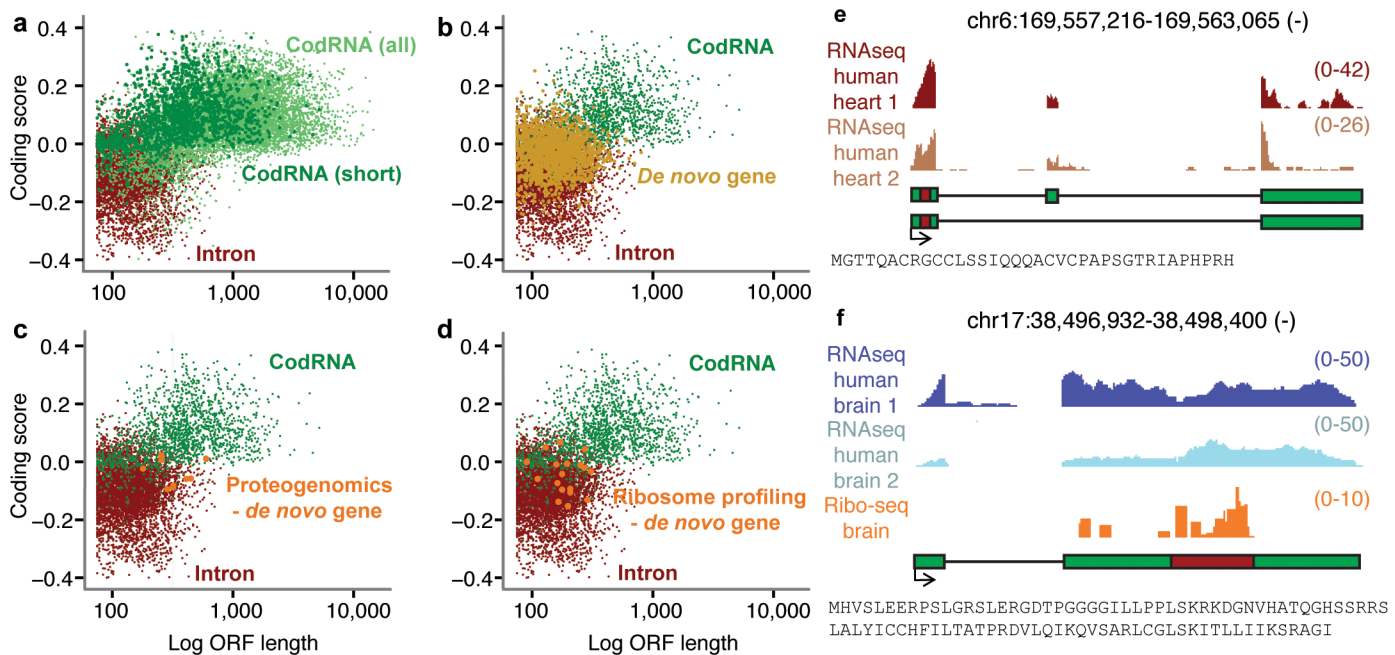 a
0.4
0.2
0.0
−0.2
−0.4
Coding score
CodRNA (all)
CodRNA (short)
Intron
100
1,000
10,000
b
0.4
0.2
0.0
−0.2
−0.4
CodRNA
De novo gene
Intron
100
1,000
10,000
c
0.4
0.2
0.0
−0.2
−0.4
Coding score
CodRNA
Proteogenomics
- de novo gene
Intron
100
1,000
10,000
Log ORF length
d
0.4
0.2
0.0
−0.2
−0.4
CodRNA
Ribosome profiling
- de novo gene
Intron
100
1,000
10,000
Log ORF length
e
chr6:169,557,216-169,563,065 (-)
RNAseq
human
heart 1
(0-42)
RNAseq
human
heart 2
(0-26)
MGTTQACRGCCLSSIQQQACVCPAPSGTRIAPHPRH
f
chr17:38,496,932-38,498,400 (-)
RNAseq
human
brain 1
(0-50)
RNAseq
human
brain 2
(0-50)
Ribo-seq
brain
(0-10)
MHVSLEERPSLGRSLERGDTPGGGGILLPPLSKRKDGNVHATQGHSSRRS
LALYICCHFILTATPRDVLQIKQVSARLCGLSKITLLIIKSRAGI